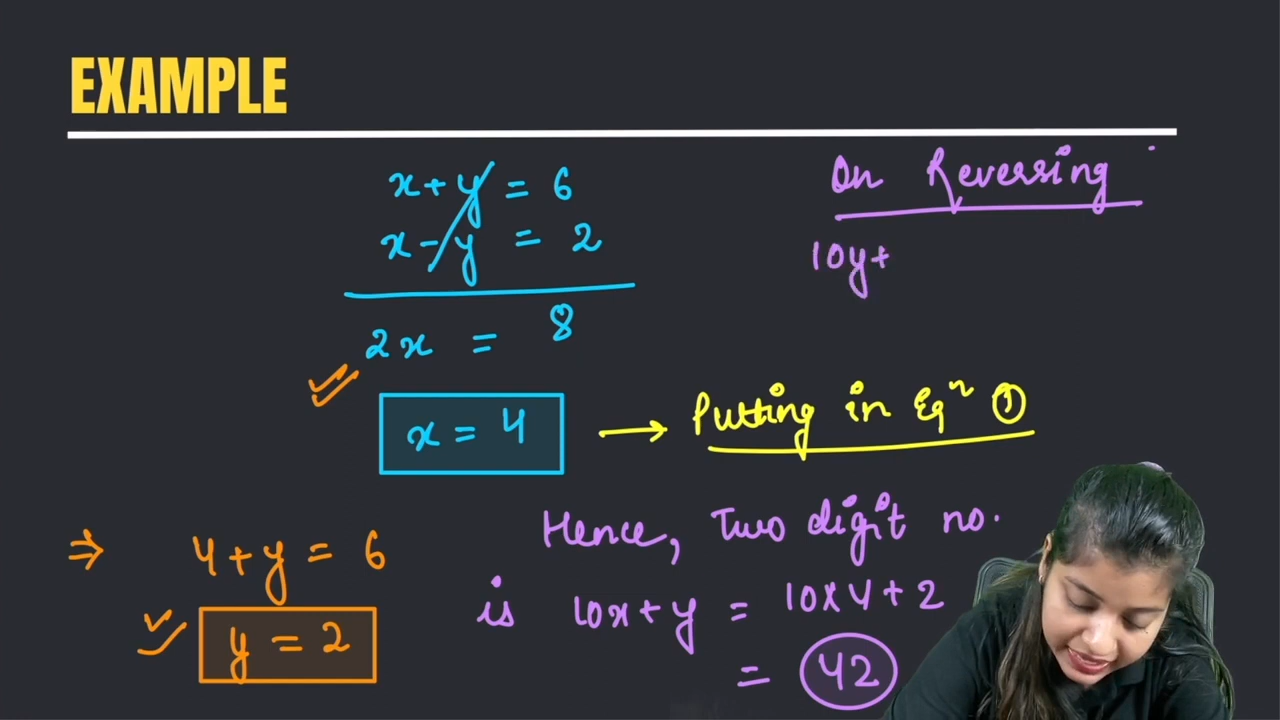 EXAMPLE
x + y = 6
x - y = 2
2x = 8
x = 4
→ Putting in Eqⁿ ①
⇒ 4 + y = 6
y = 2
Hence, Two digit no.
is 10x + y = 10 x 4 + 2
= 42
On Reversing
10y +